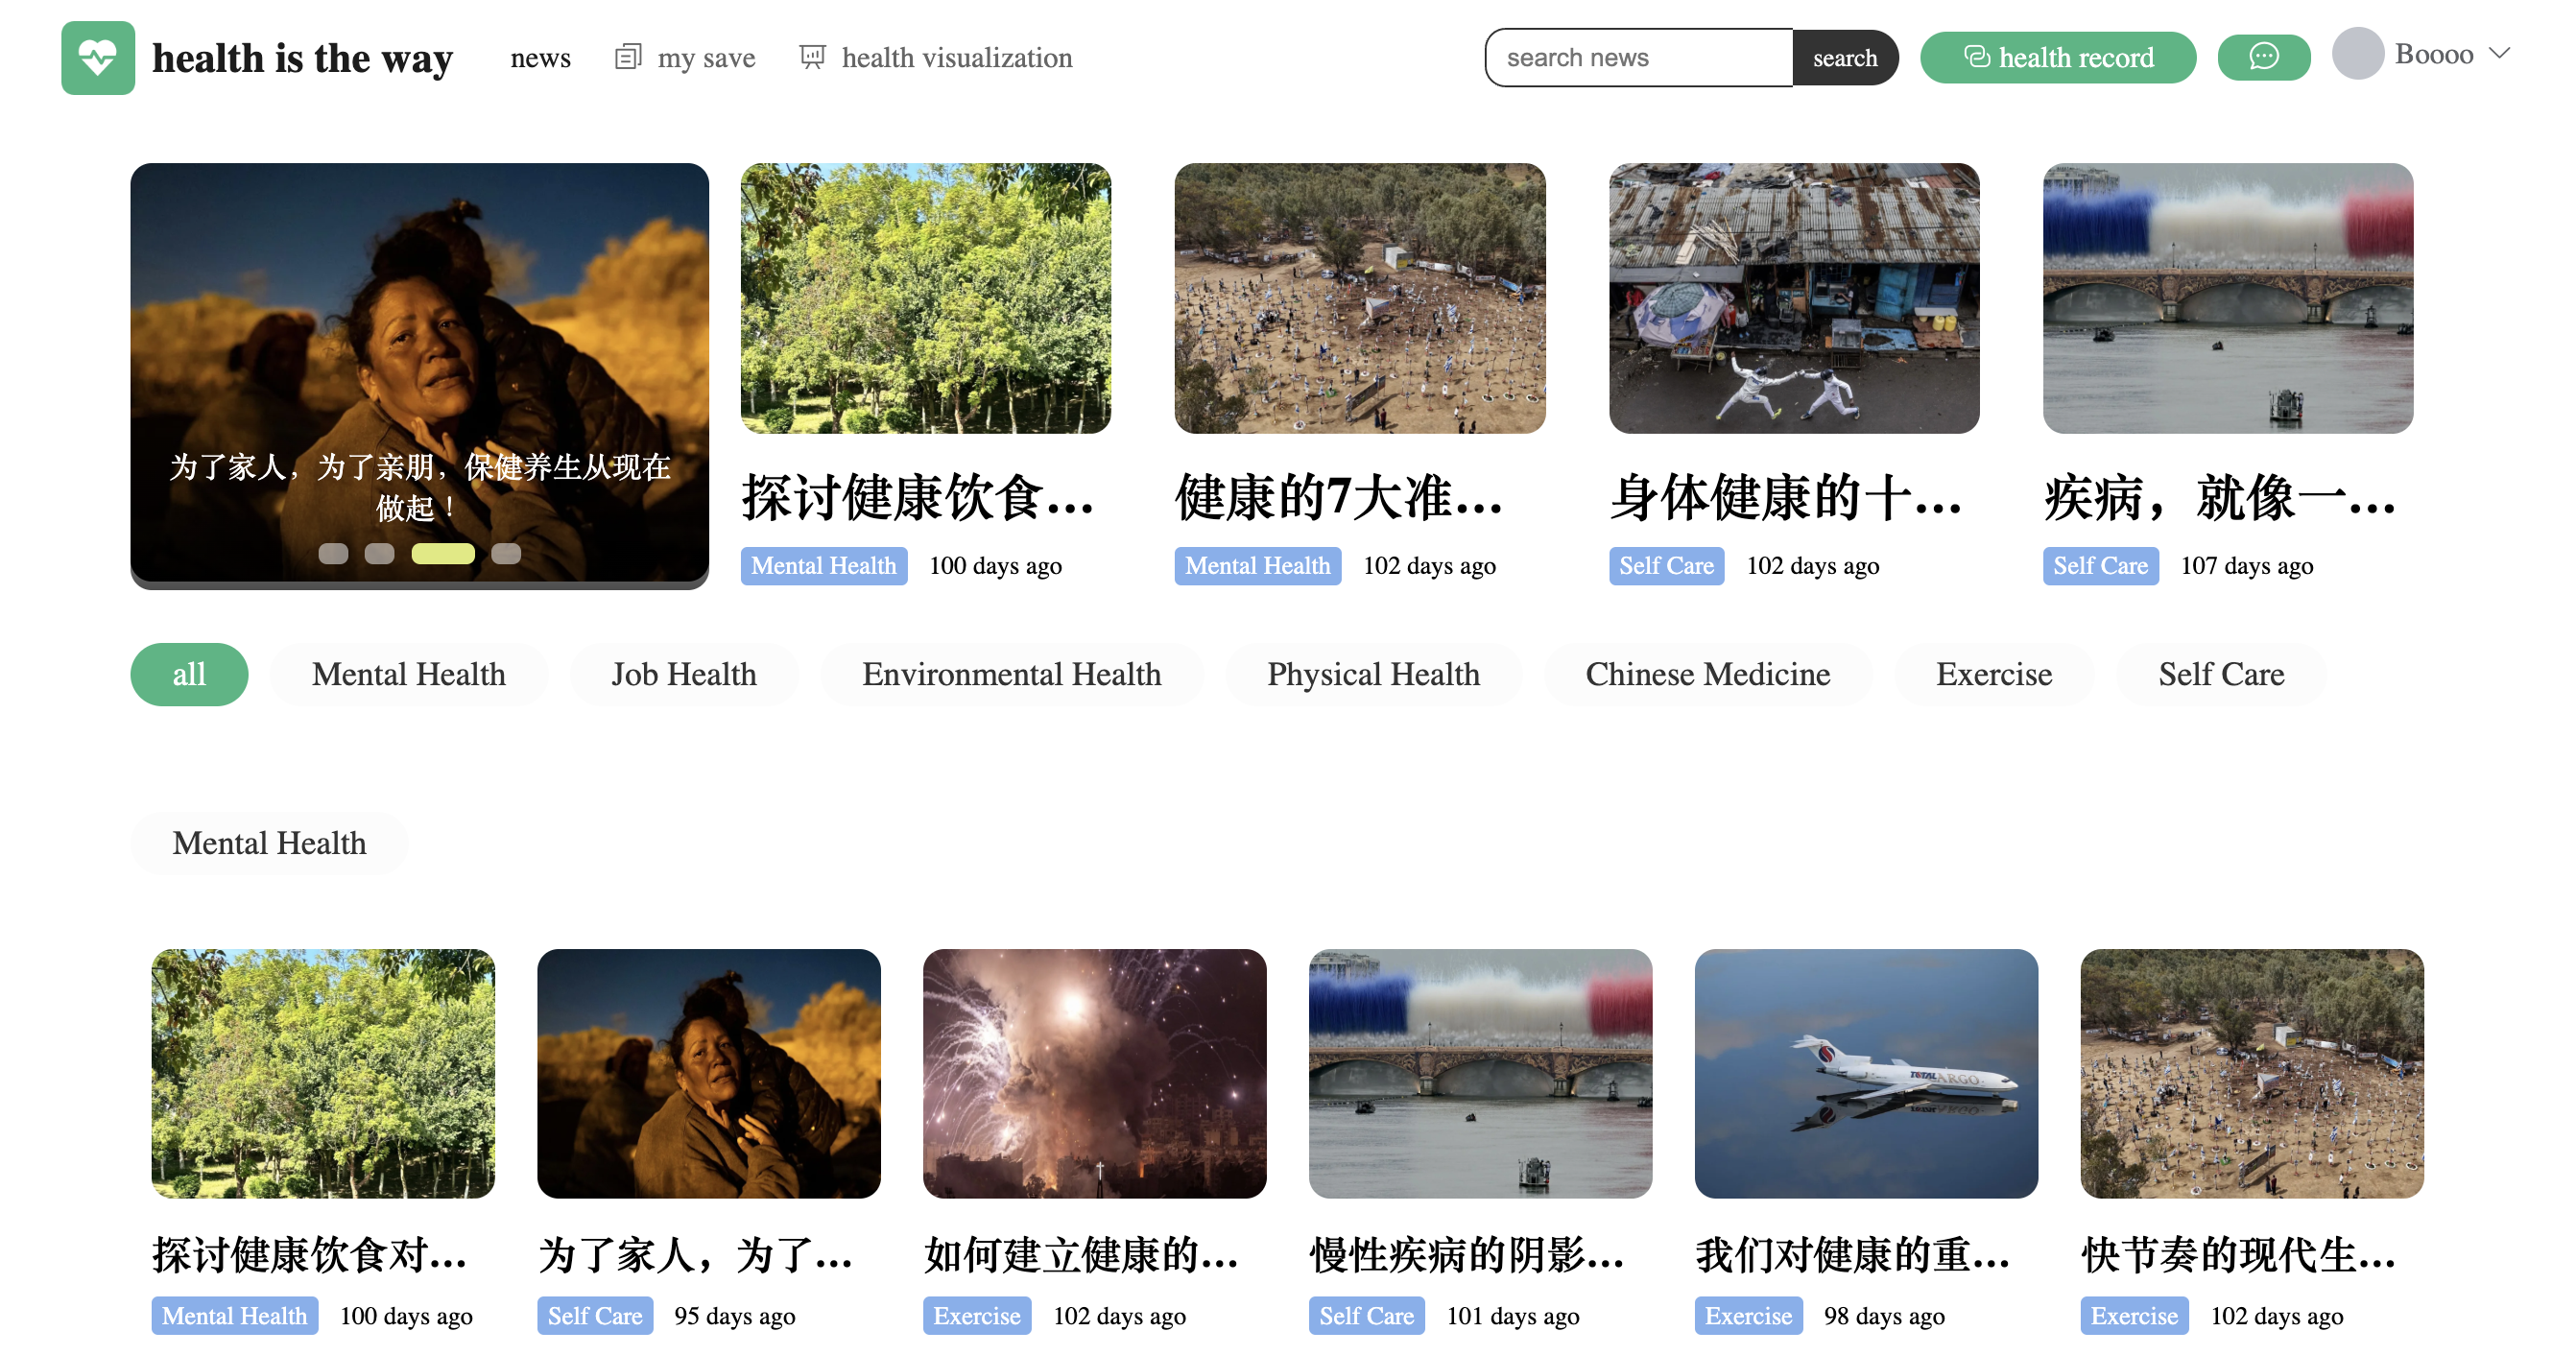 health is the way
news
my save
health visualization
search news
search
health record
Boooo
为了家人，为了亲朋，保健养生从现在
做起！
探讨健康饮食...
Mental Health 100 days ago
健康的7大准...
Mental Health 102 days ago
身体健康的十...
Self Care 102 days ago
疾病，就像一...
Self Care 107 days ago
all
Mental Health
Job Health
Environmental Health
Physical Health
Chinese Medicine
Exercise
Self Care
Mental Health
TOTAL CARGO
探讨健康饮食对...
Mental Health 100 days ago
为了家人，为了...
Self Care 95 days ago
如何建立健康的...
Exercise 102 days ago
慢性疾病的阴影...
Self Care 101 days ago
我们对健康的重...
Exercise 98 days ago
快节奏的现代生...
Exercise 102 days ago